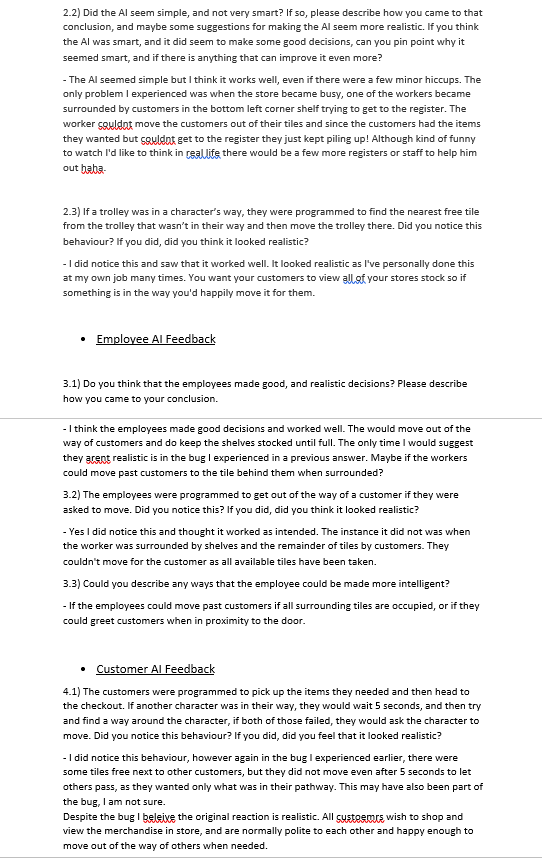 2.2) Did the AI seem simple, and not very smart? If so, please describe how you came to that
conclusion, and maybe some suggestions for making the AI seem more realistic. If you think
the AI was smart, and it did seem to make some good decisions, can you pin point why it
seemed smart, and if there is anything that can improve it even more?
- The AI seemed simple but I think it works well, even if there were a few minor hiccups. The
only problem I experienced was when the store became busy, one of the workers became
surrounded by customers in the bottom left corner shelf trying to get to the register. The
worker couldnt move the customers out of their tiles and since the customers had the items
they wanted but couldnt get to the register they just kept piling up! Although kind of funny
to watch I'd like to think in real life there would be a few more registers or staff to help him
out haha.
2.3) If a trolley was in a character's way, they were programmed to find the nearest free tile
from the trolley that wasn't in their way and then move the trolley there. Did you notice this
behaviour? If you did, did you think it looked realistic?
- I did notice this and saw that it worked well. It looked realistic as I've personally done this
at my own job many times. You want your customers to view all of your stores stock so if
something is in the way you'd happily move it for them.
• Employee AI Feedback
3.1) Do you think that the employees made good, and realistic decisions? Please describe
how you came to your conclusion.
- I think the employees made good decisions and worked well. The would move out of the
way of customers and do keep the shelves stocked until full. The only time I would suggest
they arent realistic is in the bug I experienced in a previous answer. Maybe if the workers
could move past customers to the tile behind them when surrounded?
3.2) The employees were programmed to get out of the way of a customer if they were
asked to move. Did you notice this? If you did, did you think it looked realistic?
- Yes I did notice this and thought it worked as intended. The instance it did not was when
the worker was surrounded by shelves and the remainder of tiles by customers. They
couldn't move for the customer as all available tiles have been taken.
3.3) Could you describe any ways that the employee could be made more intelligent?
- If the employees could move past customers if all surrounding tiles are occupied, or if they
could greet customers when in proximity to the door.
• Customer AI Feedback
4.1) The customers were programmed to pick up the items they needed and then head to
the checkout. If another character was in their way, they would wait 5 seconds, and then try
and find a way around the character, if both of those failed, they would ask the character to
move. Did you notice this behaviour? If you did, did you feel that it looked realistic?
- I did notice this behaviour, however again in the bug I experienced earlier, there were
some tiles free next to other customers, but they did not move even after 5 seconds to let
others pass, as they wanted only what was in their pathway. This may have also been part of
the bug, I am not sure.
Despite the bug I beleive the original reaction is realistic. All custoemrs wish to shop and
view the merchandise in store, and are normally polite to each other and happy enough to
move out of the way of others when needed.